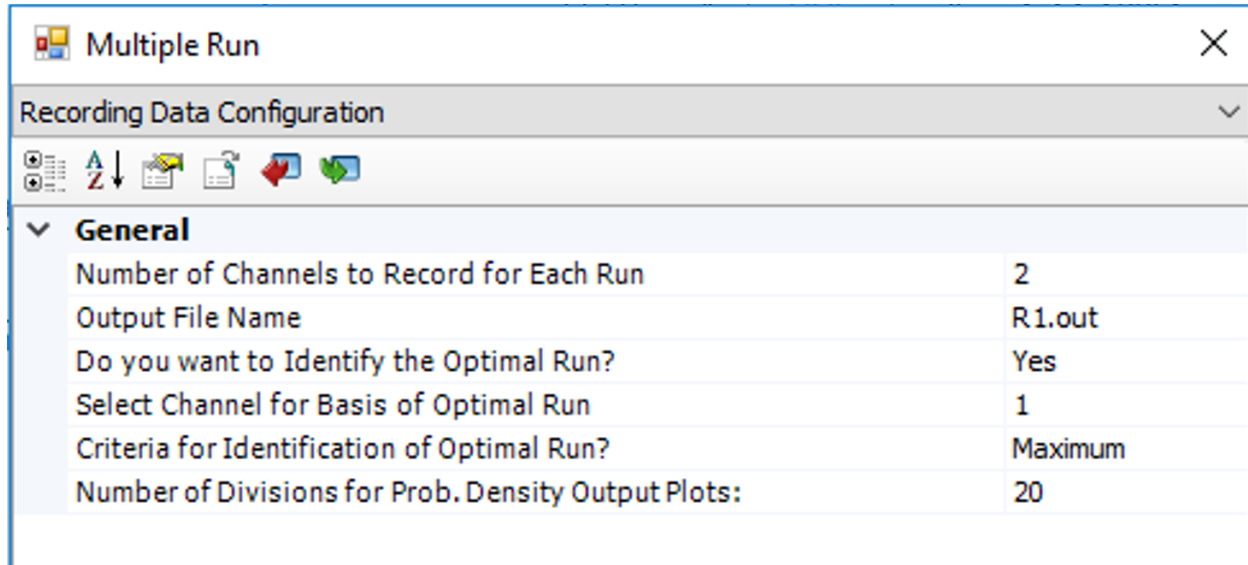 Multiple Run
Recording Data Configuration
General
Number of Channels to Record for Each Run 2
Output File Name R1.out
Do you want to Identify the Optimal Run? Yes
Select Channel for Basis of Optimal Run 1
Criteria for Identification of Optimal Run? Maximum
Number of Divisions for Prob. Density Output Plots: 20